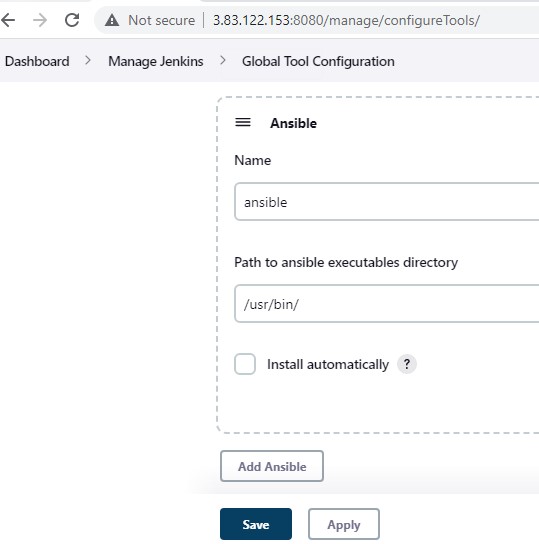 Not secure | 3.83.122.153:8080/manage/configureTools/
Dashboard > Manage Jenkins > Global Tool Configuration
Ansible
Name
ansible
Path to ansible executables directory
/usr/bin/
Install automatically ?
Add Ansible
Save Apply